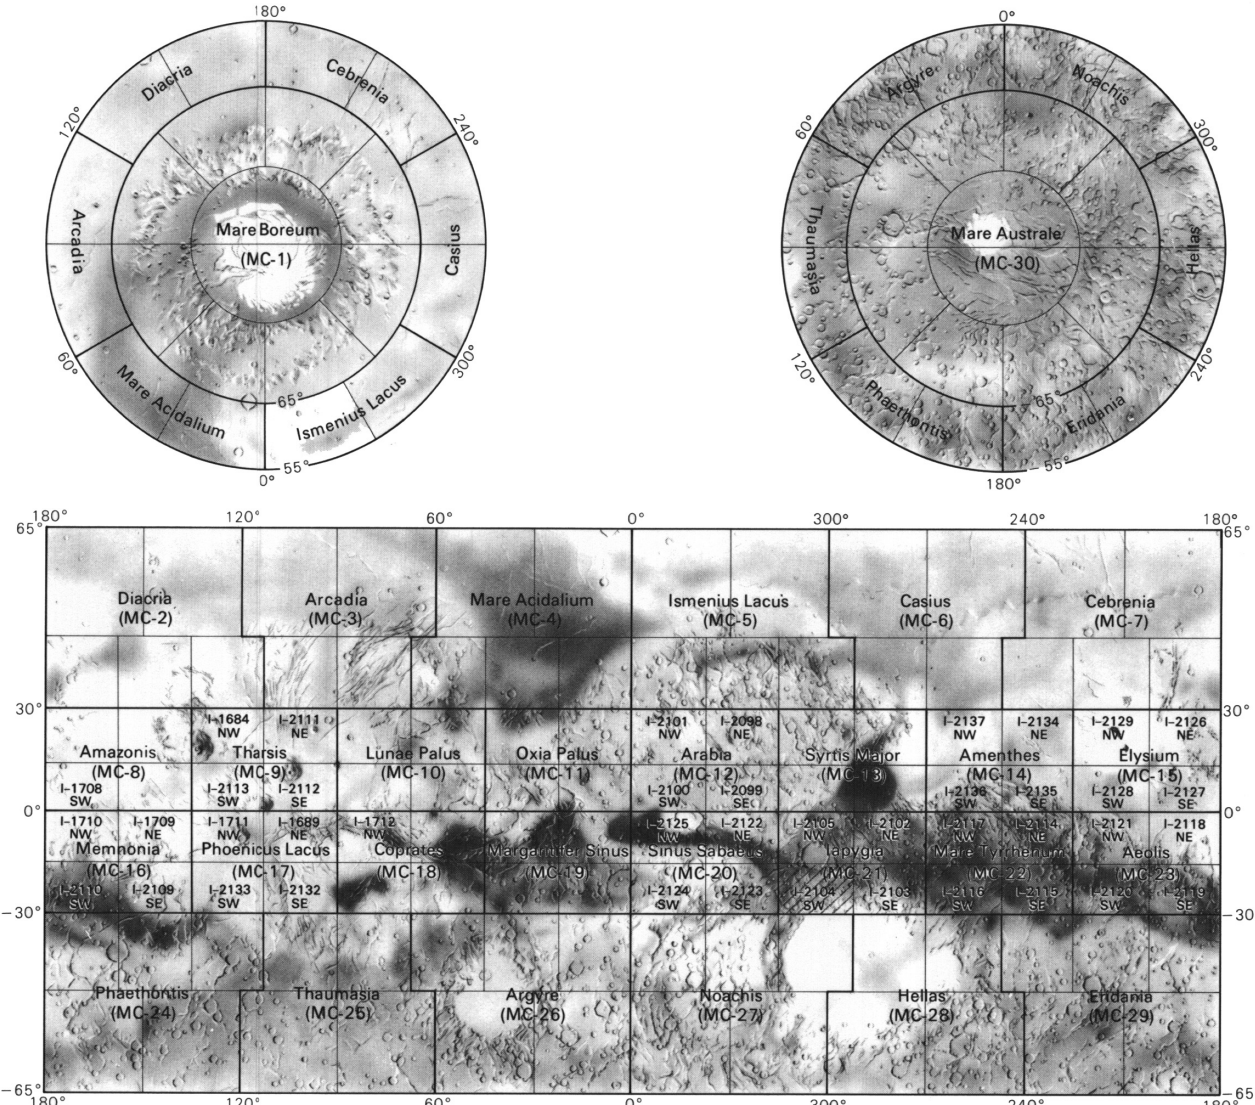 180°
Diacria
Cebrenia
120°
240°
Arcadia
Mare Boreum
(MC-1)
Casius
60°
300°
Mare Acidalium
Ismenius Lacus
65°
55°
0°
0°
Argyre
Noachis
60°
300°
Thaumasia
Mare Australe
(MC-30)
Hellas
120°
240°
Phaethontis
Eridania
65°
55°
180°
180° 120° 60° 0° 300° 240° 180°
65° 65°
Diacria Arcadia Mare Acidalium Ismenius Lacus Casius Cebrenia
(MC-2) (MC-3) (MC-4) (MC-5) (MC-6) (MC-7)
30° 30°
I-1684 I-2111 I-2101 I-2098 I-2137 I-2134 I-2129 I-2126
NW NE NW NE NW NE NW NE
Amazonis Tharsis Lunae Palus Oxia Palus Arabia Syrtis Major Amenthes Elysium
(MC-8) (MC-9) (MC-10) (MC-11) (MC-12) (MC-13) (MC-14) (MC-15)
I-1708 I-2113 I-2112 I-2100 I-2099 I-2136 I-2135 I-2128 I-2127
SW SW SE SW SE SW SE SW SE
0° 0°
I-1710 I-1709 I-1711 I-1689 I-1712 I-2125 I-2122 I-2105 I-2102 I-2117 I-2114 I-2121 I-2118
NW NE NW NE NW NW NE NW NE NW NE NW NE
Memnonia Phoenicus Lacus Coprates Margaritifer Sinus Sinus Sabaeus Iapygia Mare Tyrrhenum Aeolis
(MC-16) (MC-17) (MC-18) (MC-19) (MC-20) (MC-21) (MC-22) (MC-23)
I-2110 I-2109 I-2133 I-2132 I-2124 I-2123 I-2104 I-2103 I-2116 I-2115 I-2120 I-2119
SW SE SW SE SW SE SW SE SW SE SW SE
-30° -30
Phaethontis Thaumasia Argyre Noachis Hellas Eridania
(MC-24) (MC-25) (MC-26) (MC-27) (MC-28) (MC-29)
-65° -65
180° 120° 60° 0° 300° 240° 180°